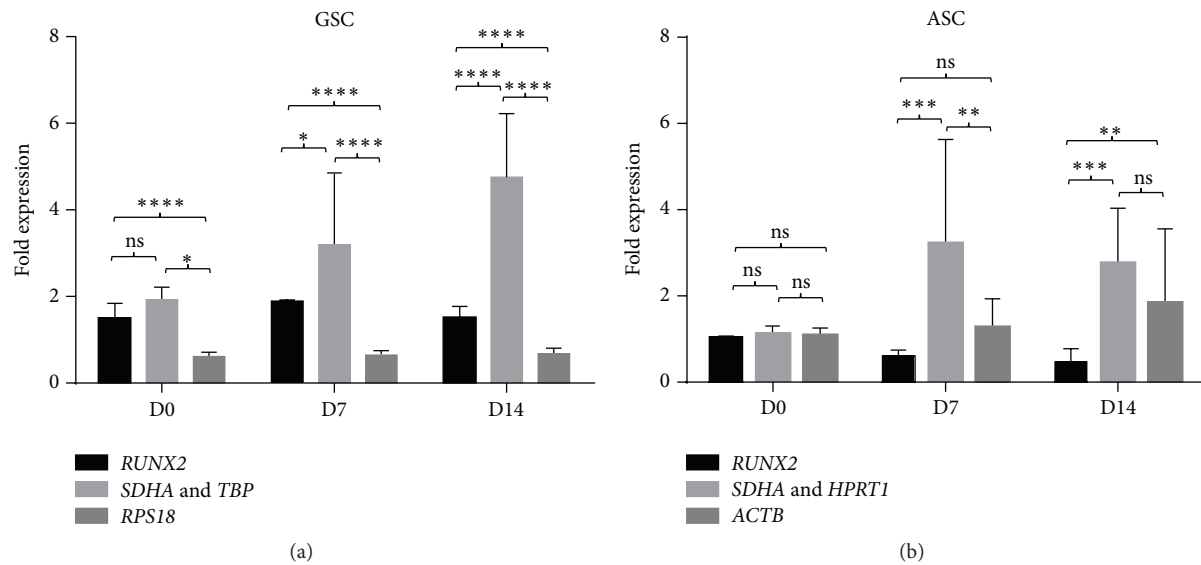 GSC
8
6
4
2
0
Fold expression
****
ns
*
****
*
****
****
****
****
D0
D7
D14
RUNX2
SDHA and TBP
RPS18
(a)
ASC
8
6
4
2
0
Fold expression
ns
ns
ns
ns
***
**
**
***
ns
D0
D7
D14
RUNX2
SDHA and HPRT1
ACTB
(b)